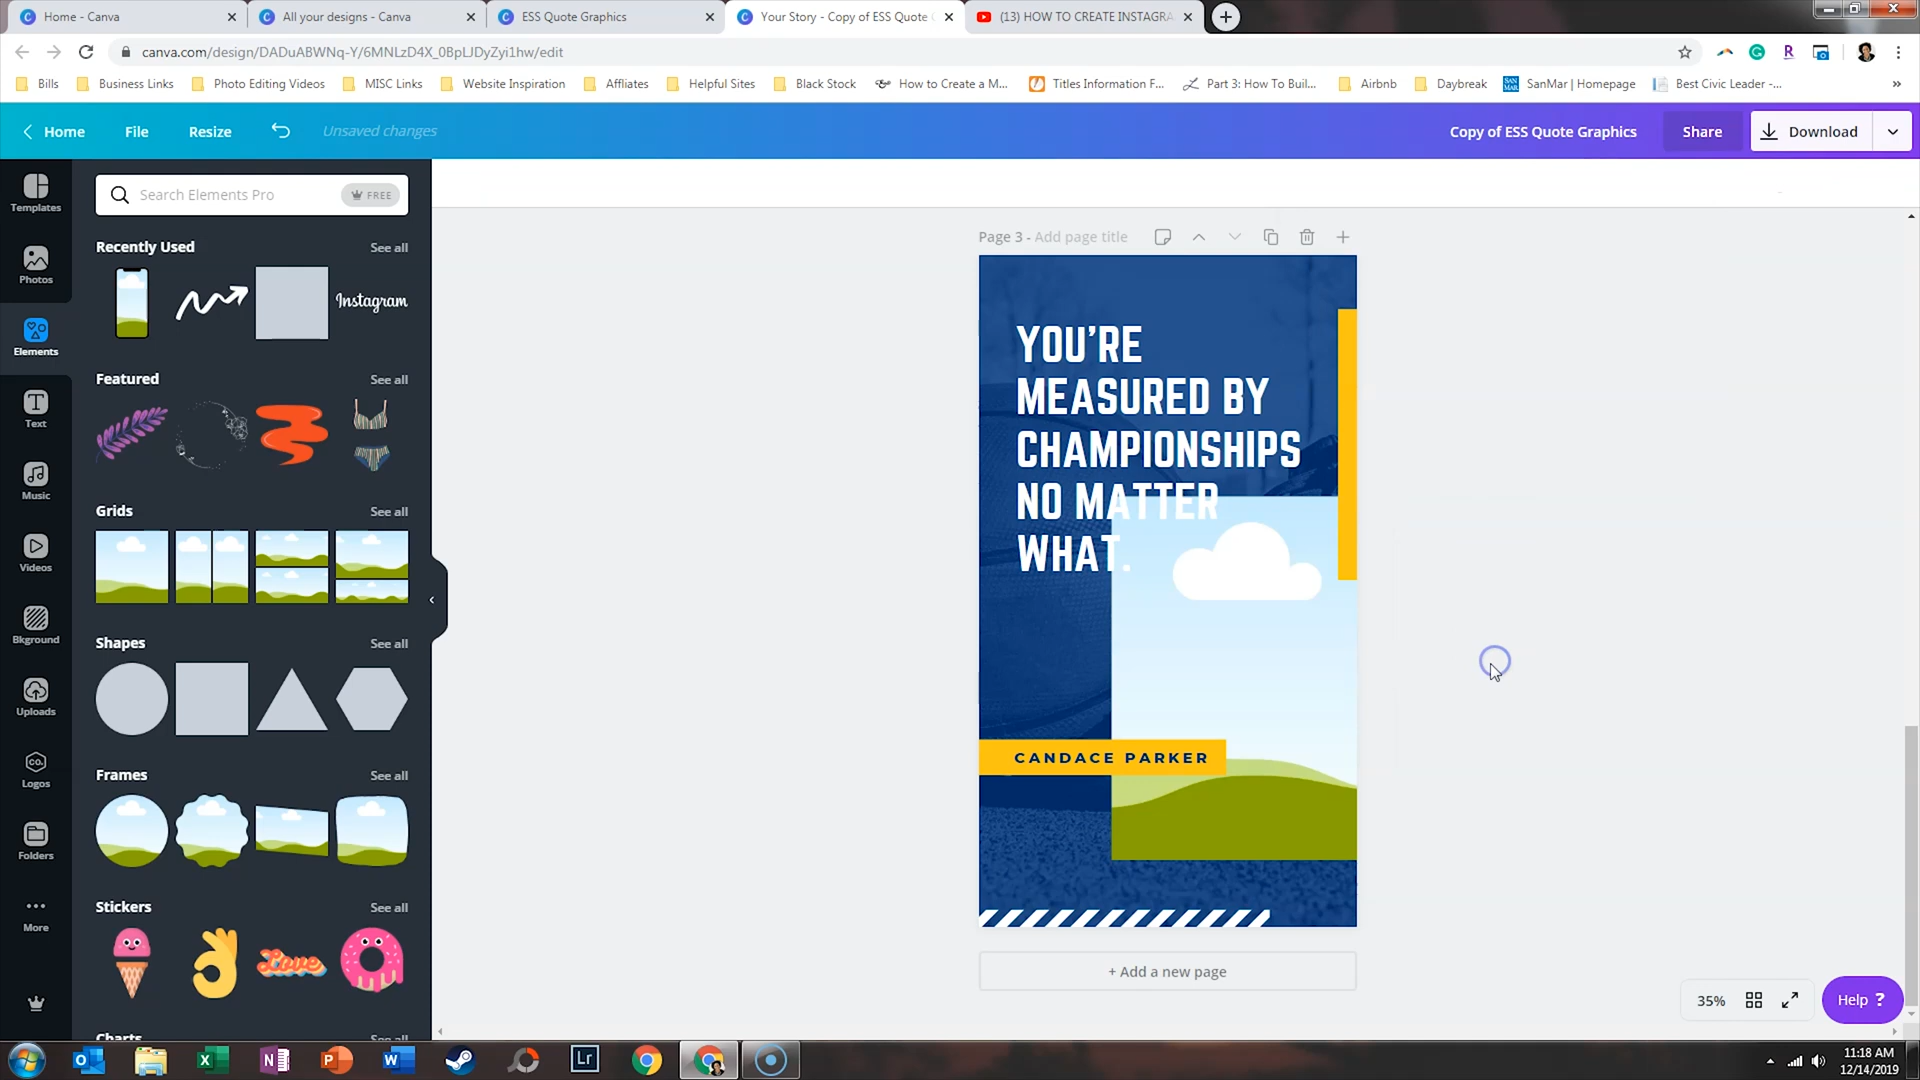 Home - Canva
All your designs - Canva
ESS Quote Graphics
Your Story - Copy of ESS Quote
(13) HOW TO CREATE INSTAGRA
canva.com/design/DADuABWNq-Y/6MNLzD4X_0BpLJDyZyi1hw/edit
Bills
Business Links
Photo Editing Videos
MISC Links
Website Inspiration
Affliates
Helpful Sites
Black Stock
How to Create a M...
Titles Information F...
Part 3: How To Buil...
Airbnb
Daybreak
SanMar | Homepage
Best Civic Leader -...
»
Home
File
Resize
Unsaved changes
Copy of ESS Quote Graphics
Share
Download
Templates
Photos
Elements
Text
Music
Videos
Bkground
Uploads
CO.
Logos
Folders
More
Search Elements Pro
FREE
Recently Used
See all
Instagram
Featured
See all
Grids
See all
Shapes
See all
Frames
See all
Stickers
See all
Love
Charts
See all
Page 3 - Add page title
YOU'RE
MEASURED BY
CHAMPIONSHIPS
NO MATTER
WHAT.
CANDACE PARKER
+ Add a new page
35%
Help ?
Lr
11:18 AM
12/14/2019